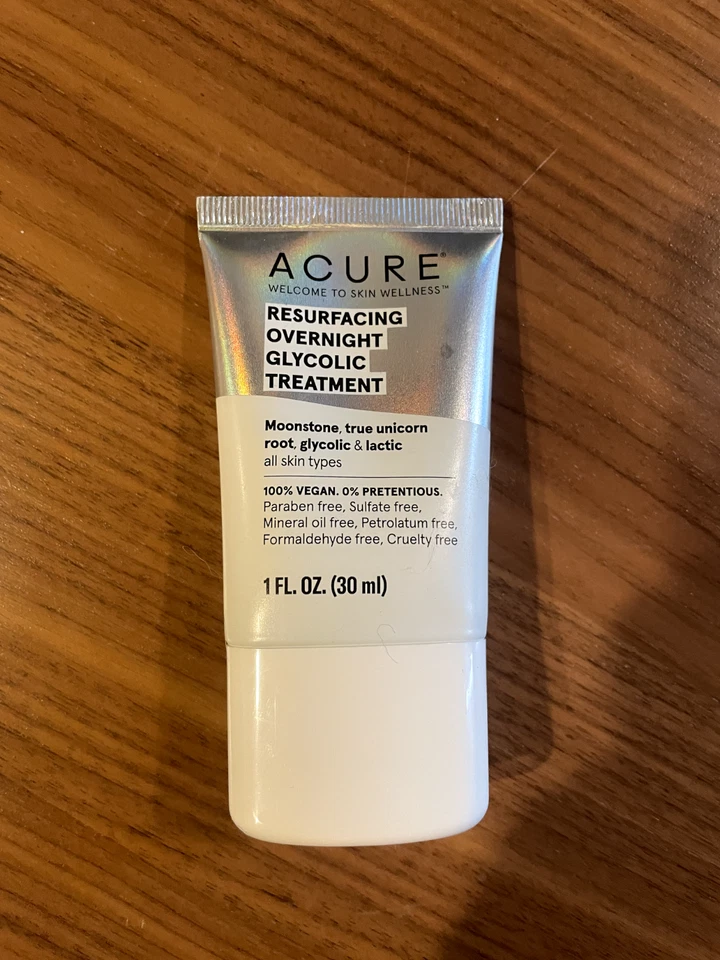 ACURE®
WELCOME TO SKIN WELLNESS™
RESURFACING
OVERNIGHT
GLYCOLIC
TREATMENT
Moonstone, true unicorn
root, glycolic & lactic
all skin types
100% VEGAN. 0% PRETENTIOUS.
Paraben free, Sulfate free,
Mineral oil free, Petrolatum free,
Formaldehyde free, Cruelty free
1 FL. OZ. (30 ml)